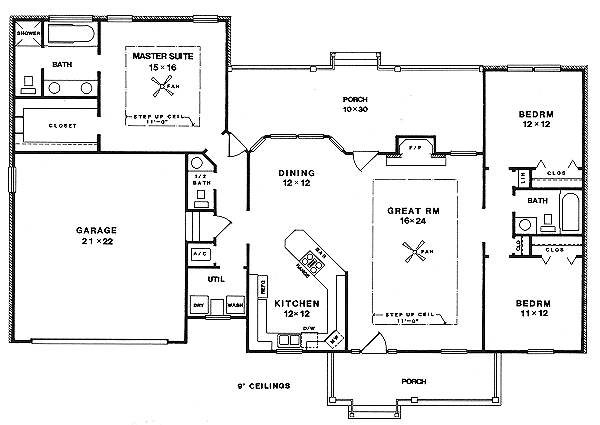 SHOWER
BATH
MASTER SUITE
15 × 16
FAN
STEP UP CEIL
11'-0"
CLOSET
PORCH
10×30
BEDRM
12 × 12
F/P
DINING
12 × 12
1/2
BATH
LIN
CLOS
BATH
GARAGE
21 × 22
GREAT RM
16×24
FAN
BAR
RANGE
A/C
CLO
CLOS
UTIL
REFG
KITCHEN
12 × 12
DRY
WASH
D/W
M/W
STEP UP CEIL
11'-0"
BEDRM
11 × 12
9' CEILINGS
PORCH